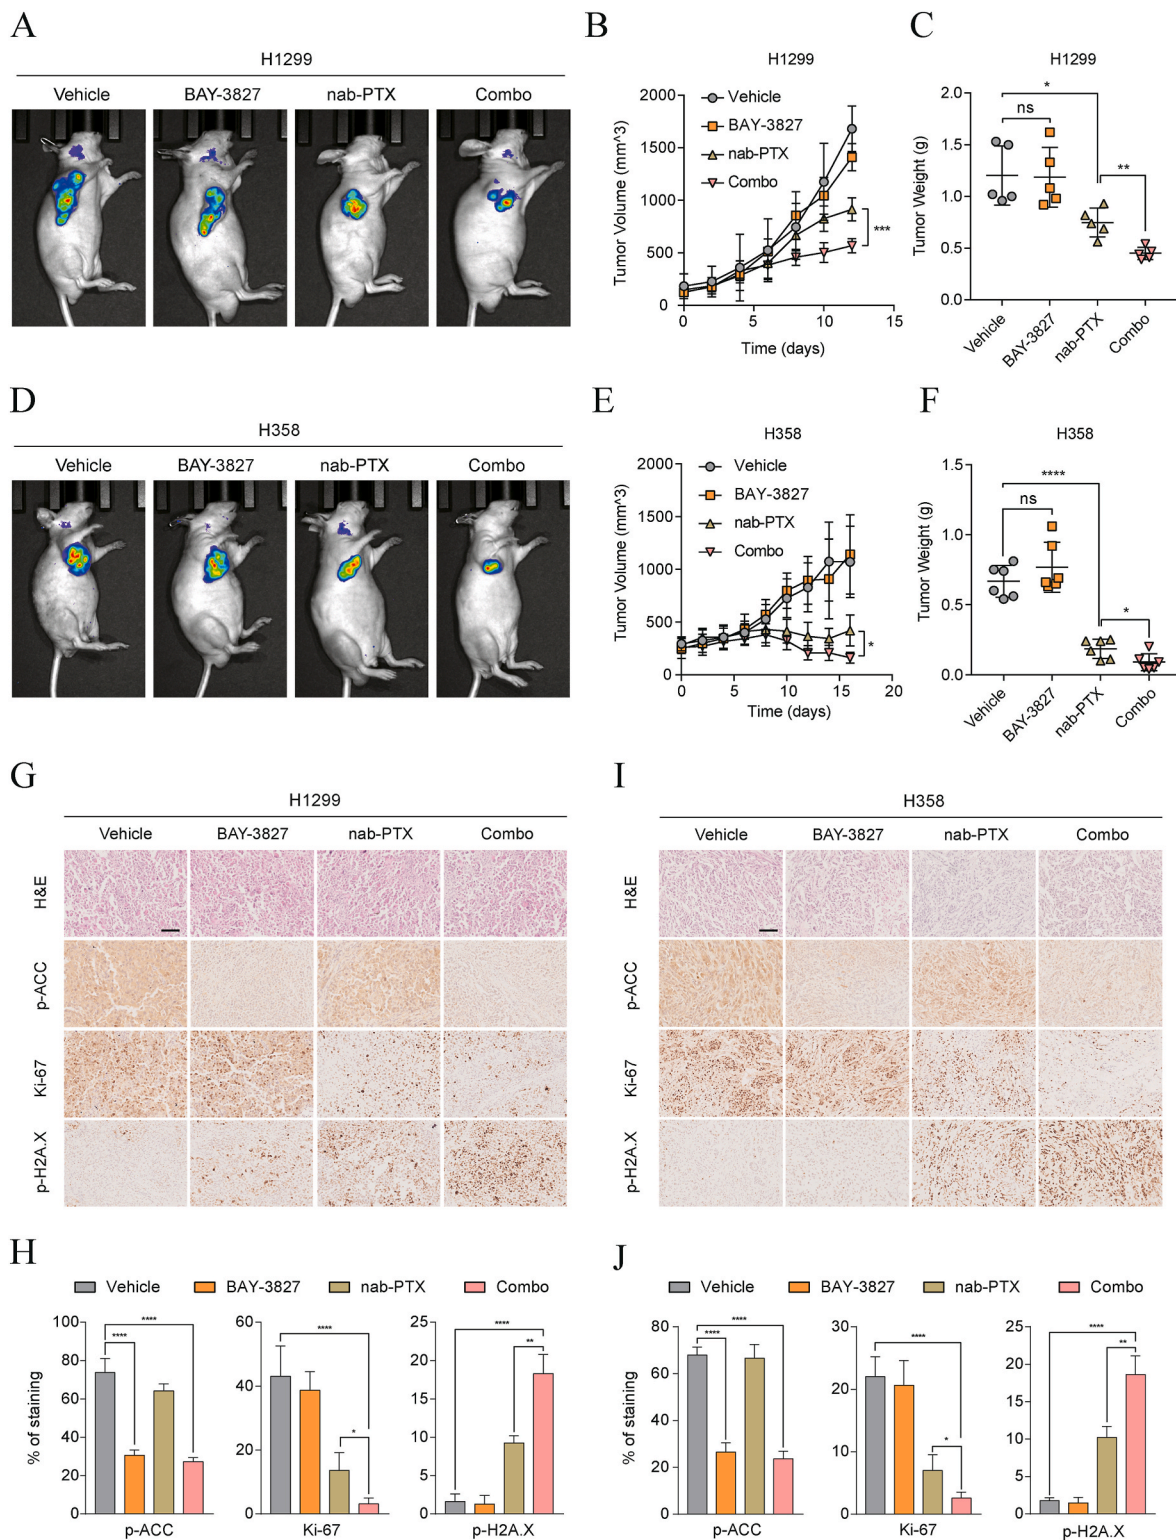 A
H1299
Vehicle BAY-3827 nab-PTX Combo
B
H1299
Tumor Volume (mm^3)
2000
1500
1000
500
0
0 5 10 15
Time (days)
Vehicle
BAY-3827
nab-PTX
Combo
***
C
H1299
Tumor Weight (g)
2.0
1.5
1.0
0.5
0.0
*
ns
**
Vehicle BAY-3827 nab-PTX Combo
D
H358
Vehicle BAY-3827 nab-PTX Combo
E
H358
Tumor Volume (mm^3)
2000
1500
1000
500
0
0 5 10 15 20
Time (days)
Vehicle
BAY-3827
nab-PTX
Combo
*
F
H358
Tumor Weight (g)
1.5
1.0
0.5
0.0
****
ns
*
Vehicle BAY-3827 nab-PTX Combo
G
H1299
Vehicle BAY-3827 nab-PTX Combo
H&E
p-ACC
Ki-67
p-H2A.X
I
H358
Vehicle BAY-3827 nab-PTX Combo
H&E
p-ACC
Ki-67
p-H2A.X
H
Vehicle BAY-3827 nab-PTX Combo
% of staining
100
80
60
40
20
0
****
****
p-ACC
60
40
20
0
****
*
Ki-67
25
20
15
10
5
0
****
**
p-H2A.X
J
Vehicle BAY-3827 nab-PTX Combo
% of staining
80
60
40
20
0
****
****
p-ACC
30
20
10
0
****
*
Ki-67
25
20
15
10
5
0
****
**
p-H2A.X